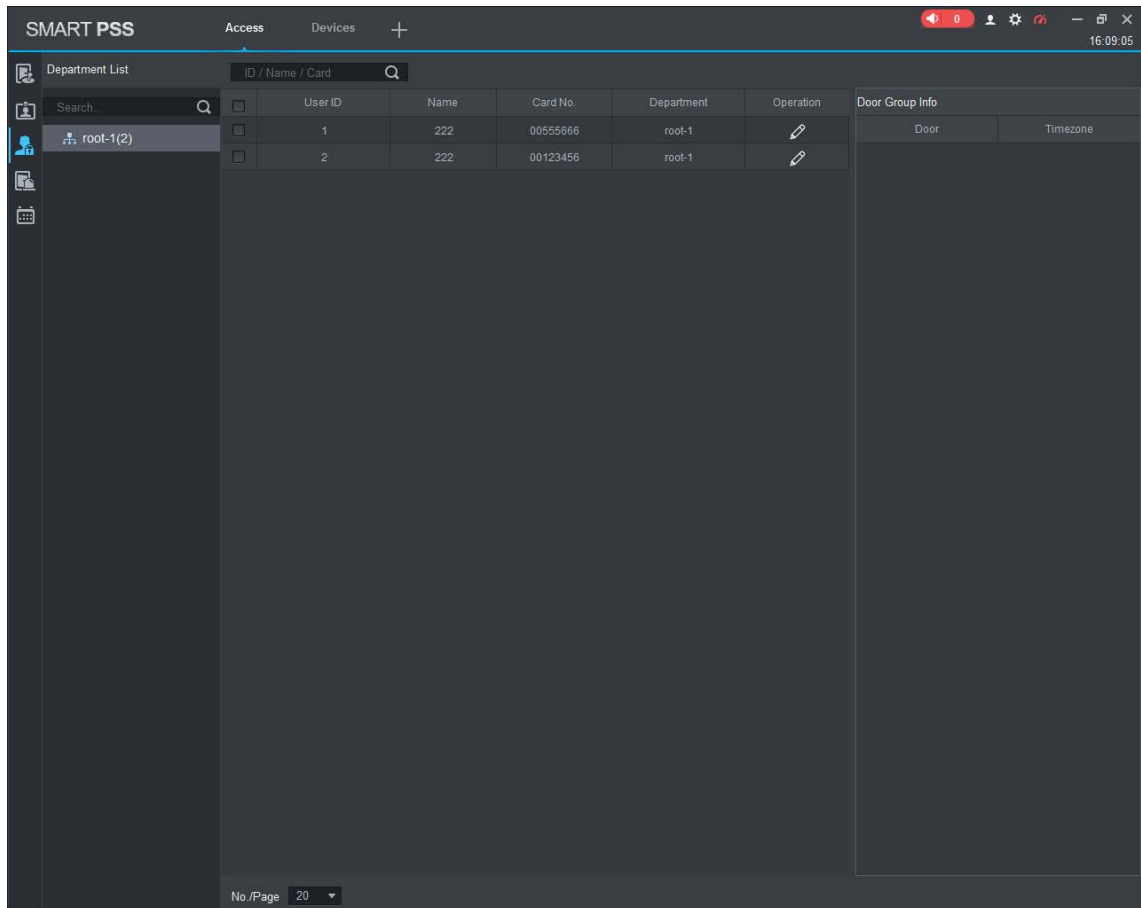 SMART PSS Access Devices 0
16:09:05
Department List ID / Name / Card
Search.. User ID Name Card No. Department Operation Door Group Info
root-1(2) 1 222 00555666 root-1 Door Timezone
2 222 00123456 root-1
No./Page 20